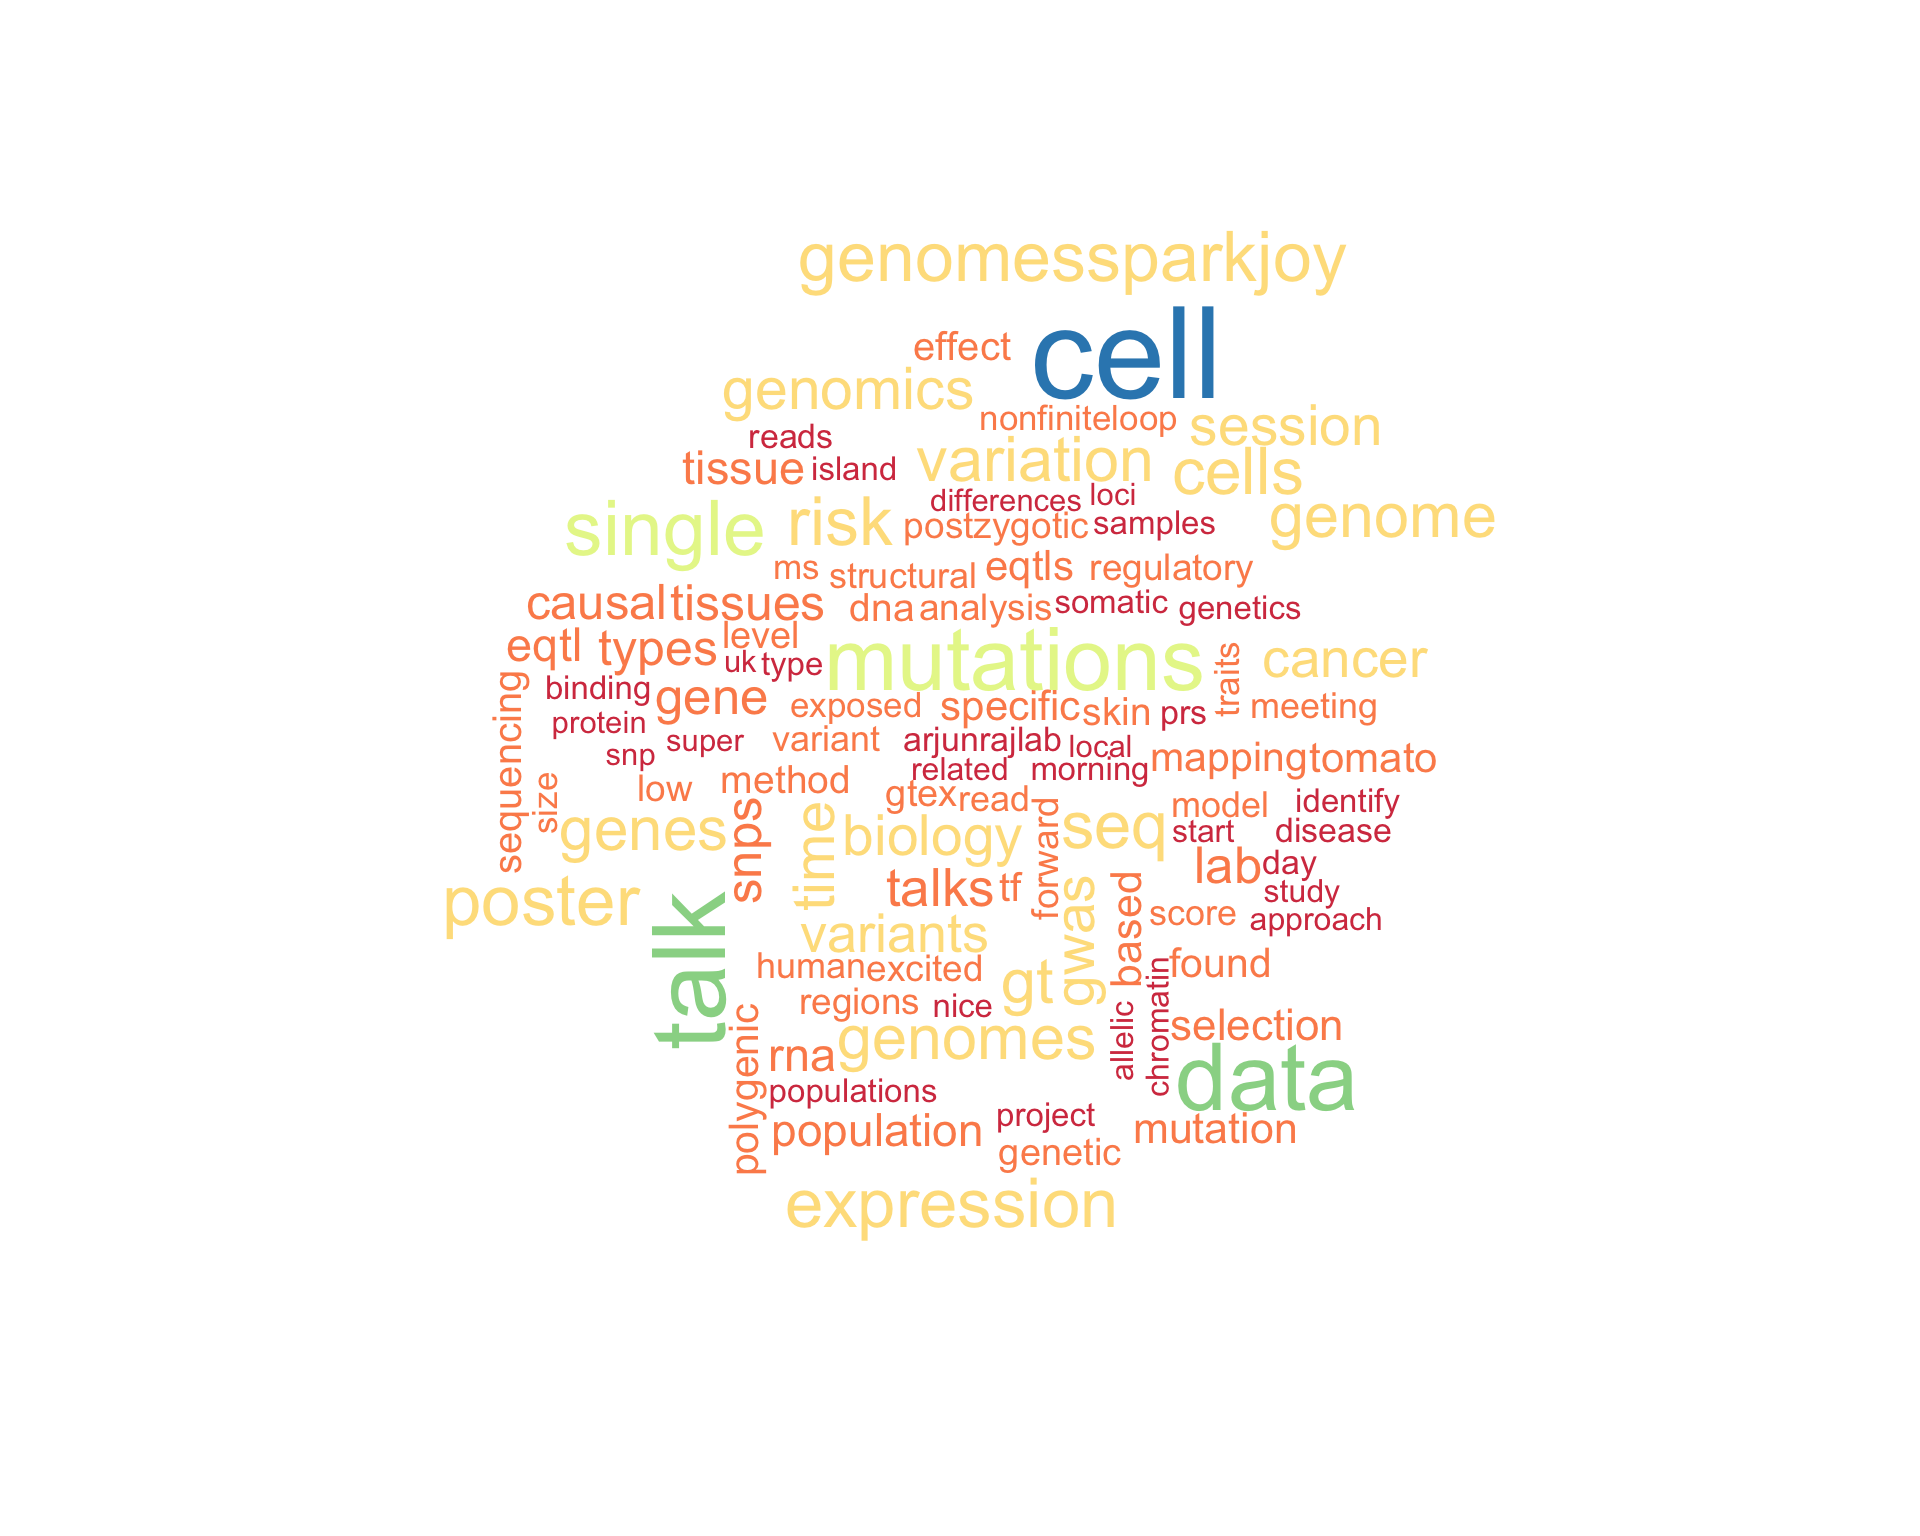 genomessparkjoy
cell
effect
genomics
nonfiniteloop
session
reads
variation
tissue
island
cells
differences
loci
single
risk
postzygotic
samples
genome
ms
structural
eqtls
regulatory
causal
tissues
dna
analysis
somatic
genetics
eqtl
types
level
uk
type
mutations
traits
cancer
sequencing
binding
gene
exposed
specific
skin
prs
meeting
protein
snp
super
variant
arjunrajlab
local
related
morning
mapping
tomato
size
low
method
gtex
read
forward
model
identify
genes
snps
time
biology
seq
start
disease
poster
talk
talks
tf
gwas
based
lab
day
study
score
approach
variants
human
excited
gt
found
regions
nice
allelic
chromatin
selection
polygenic
rna
genomes
data
populations
project
population
genetic
mutation
expression